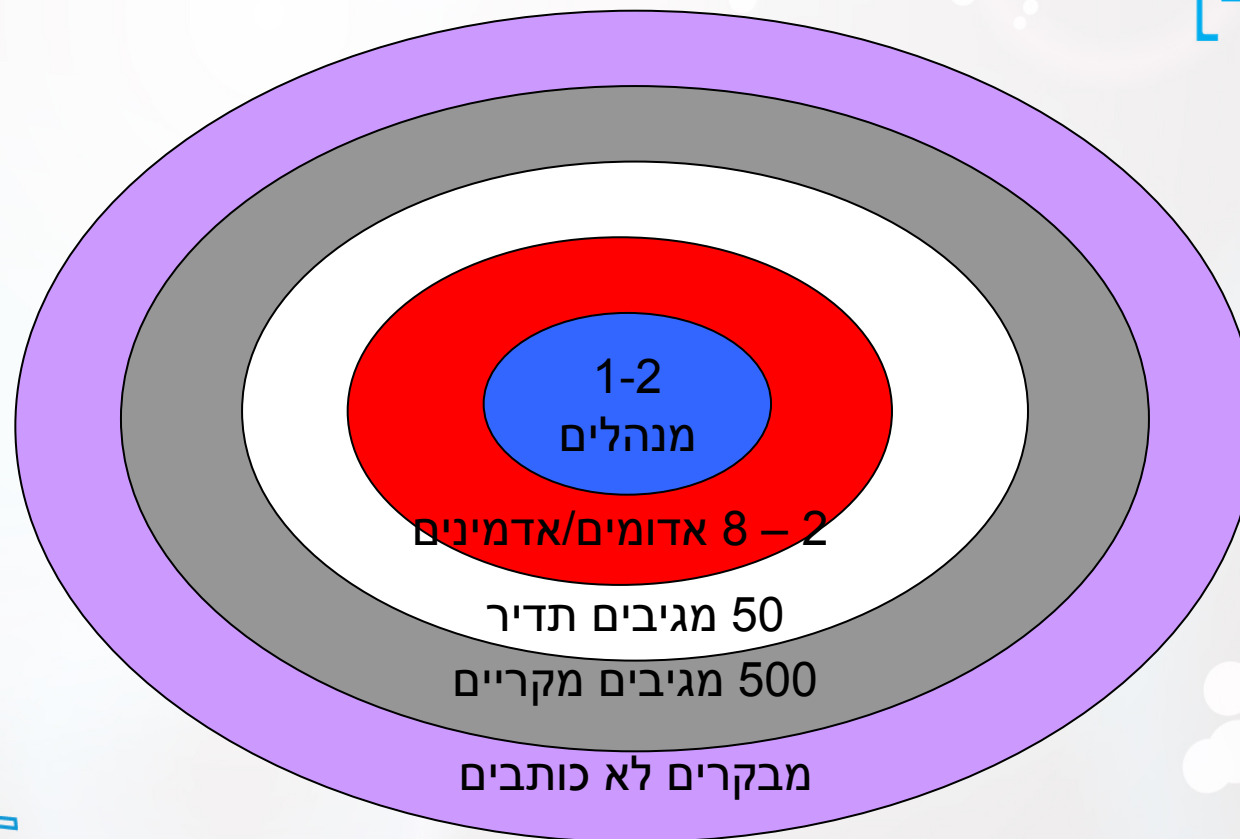 1-2
מנהלים
2 – 8 אדומים/אדמינים
50 מגיבים תדיר
500 מגיבים מקריים
מבקרים לא כותבים